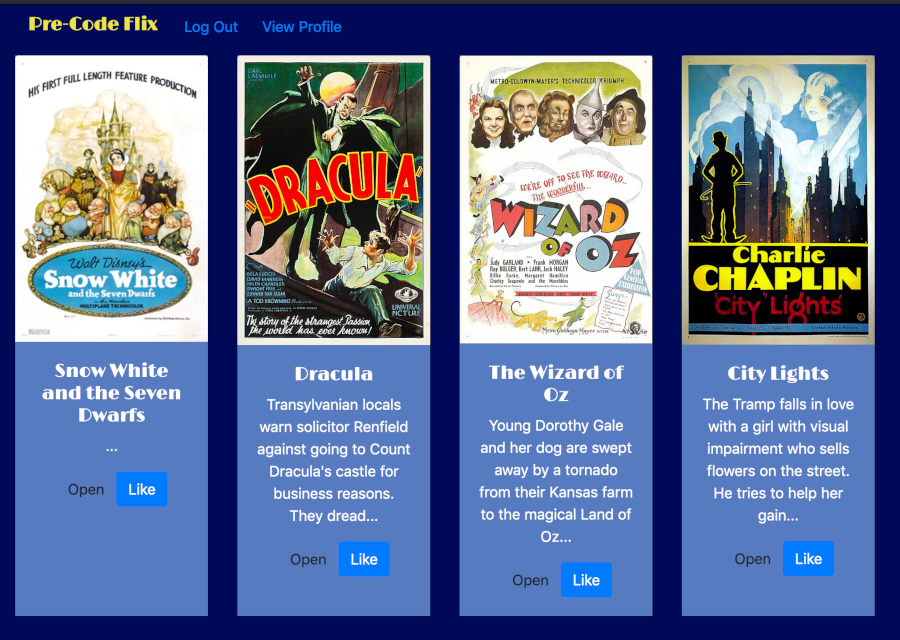 Pre-Code Flix
Log Out
View Profile
HIS FIRST FULL LENGTH FEATURE PRODUCTION
Walt Disney's
Snow White
and the Seven Dwarfs
MULTIPLANE TECHNICOLOR
CARL LAEMMLE
"DRACULA"
BELA LUGOSI
DAVID MANNERS
HELEN CHANDLER
DWIGHT FRYE
A TOD BROWNING
UNIVERSAL
PICTURE
The story of the strangest Passion
the world has ever known!
METRO-GOLDWYN-MAYER'S TECHNICOLOR TRIUMPH
WE'RE OFF TO SEE THE WIZARD..
THE WONDERFUL...
WIZARD
OF OZ
Judy GARLAND • Frank MORGAN
Ray BOLGER, Bert LAHR, Jack HALEY
Billie Burke, Margaret Hamilton
Charley Grapewin and the Munchkins
Metro Goldwyn Mayer
Charlie
CHAPLIN
'City Lights
Snow White
and the Seven
Dwarfs
...
Open
Like
Dracula
Transylvanian locals
warn solicitor Renfield
against going to Count
Dracula's castle for
business reasons.
They dread...
Open
Like
The Wizard of
Oz
Young Dorothy Gale
and her dog are swept
away by a tornado
from their Kansas farm
to the magical Land of
Oz...
Open
Like
City Lights
The Tramp falls in love
with a girl with visual
impairment who sells
flowers on the street.
He tries to help her
gain...
Open
Like